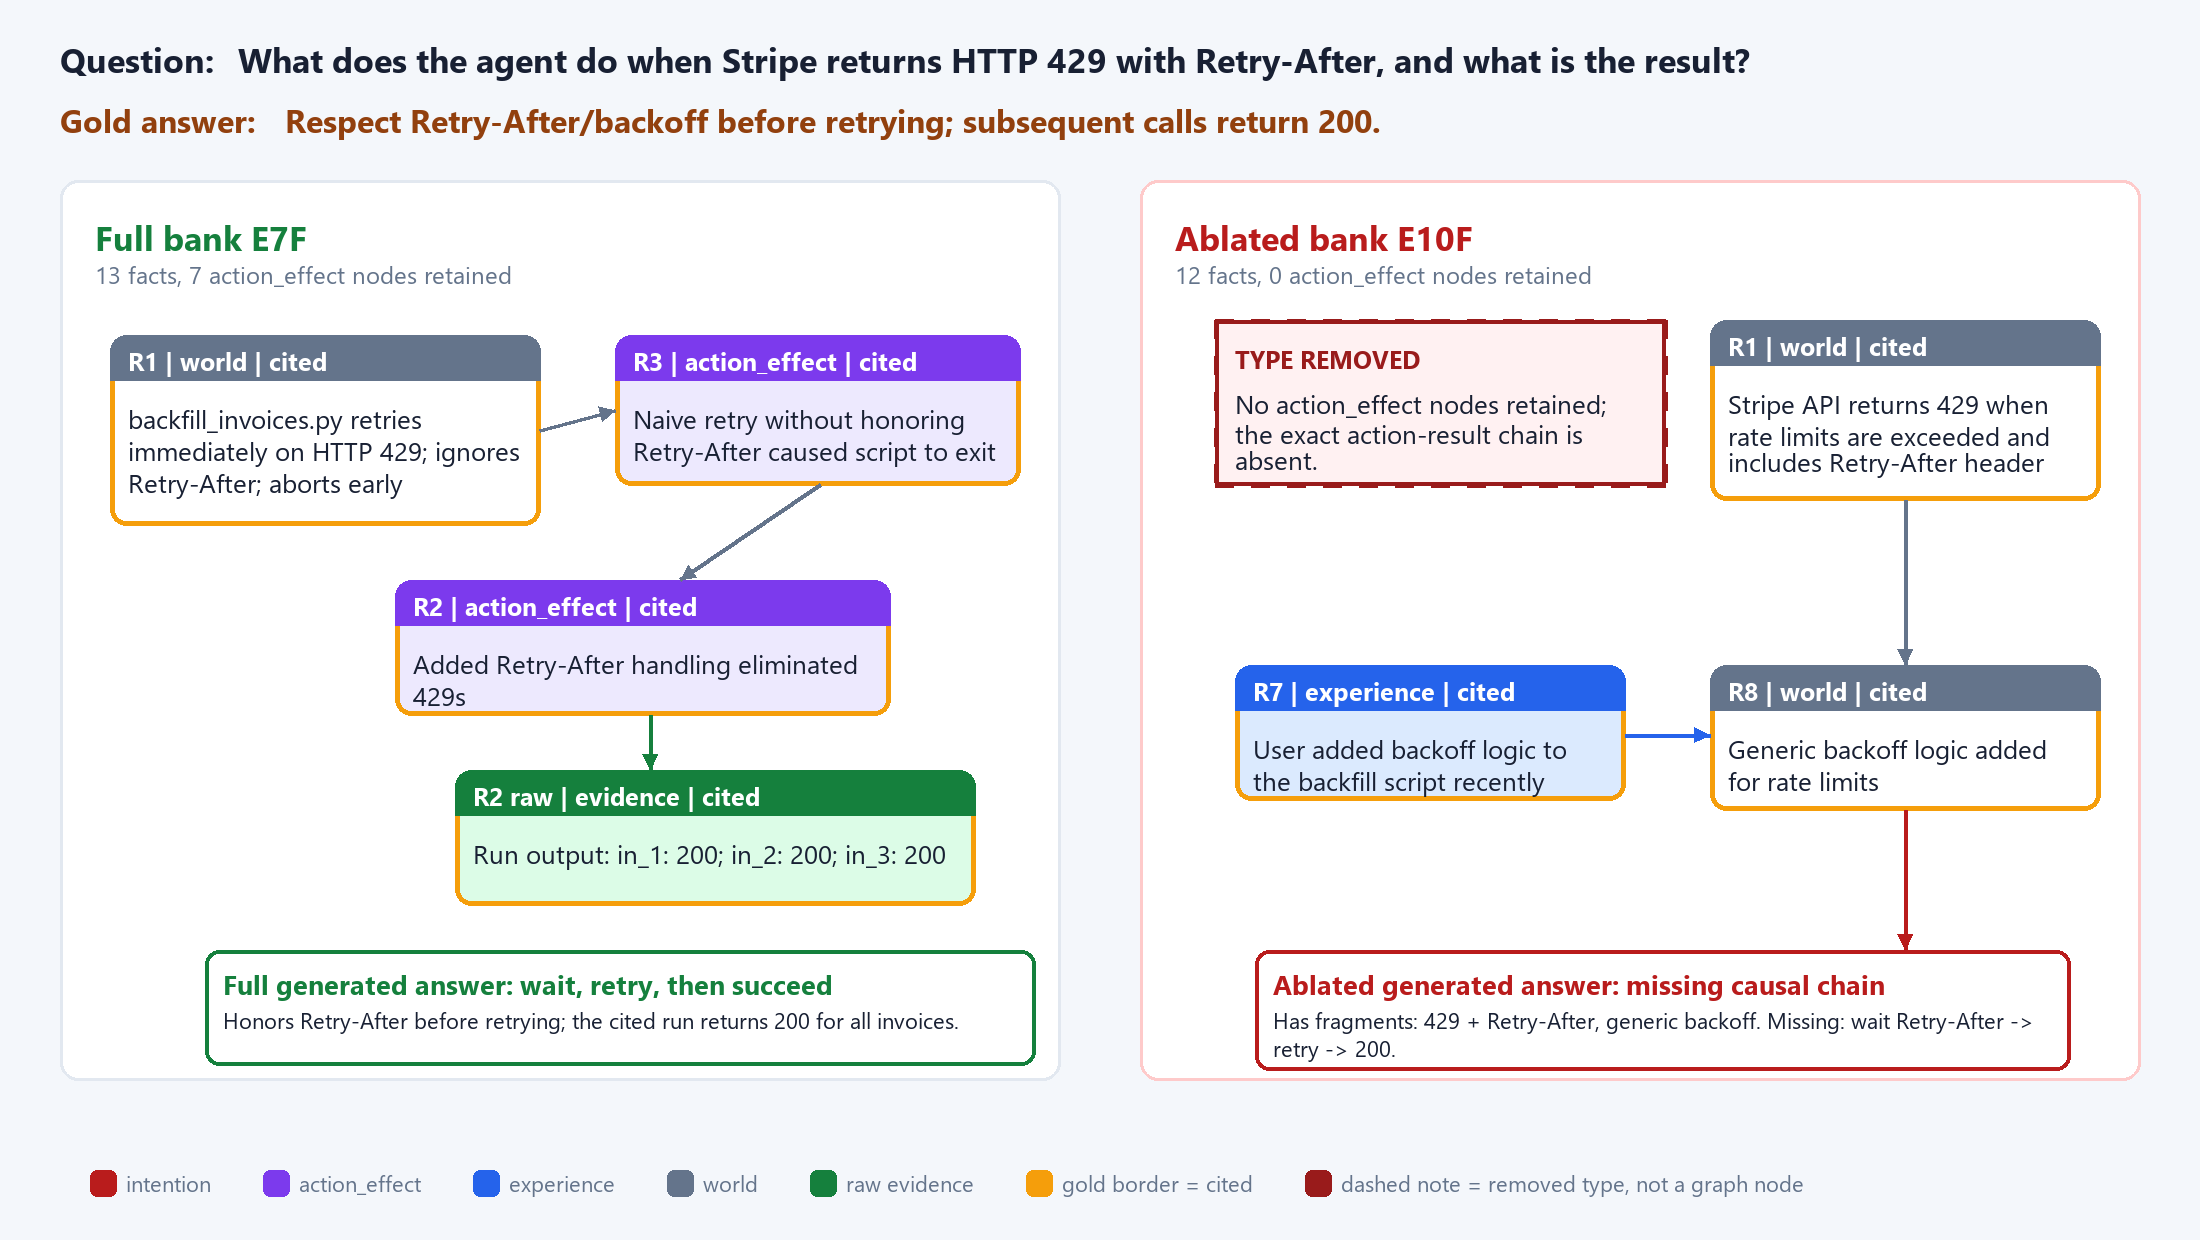 Question: What does the agent do when Stripe returns HTTP 429 with Retry-After, and what is the result?
Gold answer: Respect Retry-After/backoff before retrying; subsequent calls return 200.
Full bank E7F
13 facts, 7 action_effect nodes retained
R1 | world | cited
backfill_invoices.py retries
immediately on HTTP 429; ignores
Retry-After; aborts early
R3 | action_effect | cited
Naive retry without honoring
Retry-After caused script to exit
R2 | action_effect | cited
Added Retry-After handling eliminated
429s
R2 raw | evidence | cited
Run output: in_1: 200; in_2: 200; in_3: 200
Full generated answer: wait, retry, then succeed
Honors Retry-After before retrying; the cited run returns 200 for all invoices.
Ablated bank E10F
12 facts, 0 action_effect nodes retained
TYPE REMOVED
No action_effect nodes retained;
the exact action-result chain is
absent.
R1 | world | cited
Stripe API returns 429 when
rate limits are exceeded and
includes Retry-After header
R7 | experience | cited
User added backoff logic to
the backfill script recently
R8 | world | cited
Generic backoff logic added
for rate limits
Ablated generated answer: missing causal chain
Has fragments: 429 + Retry-After, generic backoff. Missing: wait Retry-After ->
retry -> 200.
intention
action_effect
experience
world
raw evidence
gold border = cited
dashed note = removed type, not a graph node